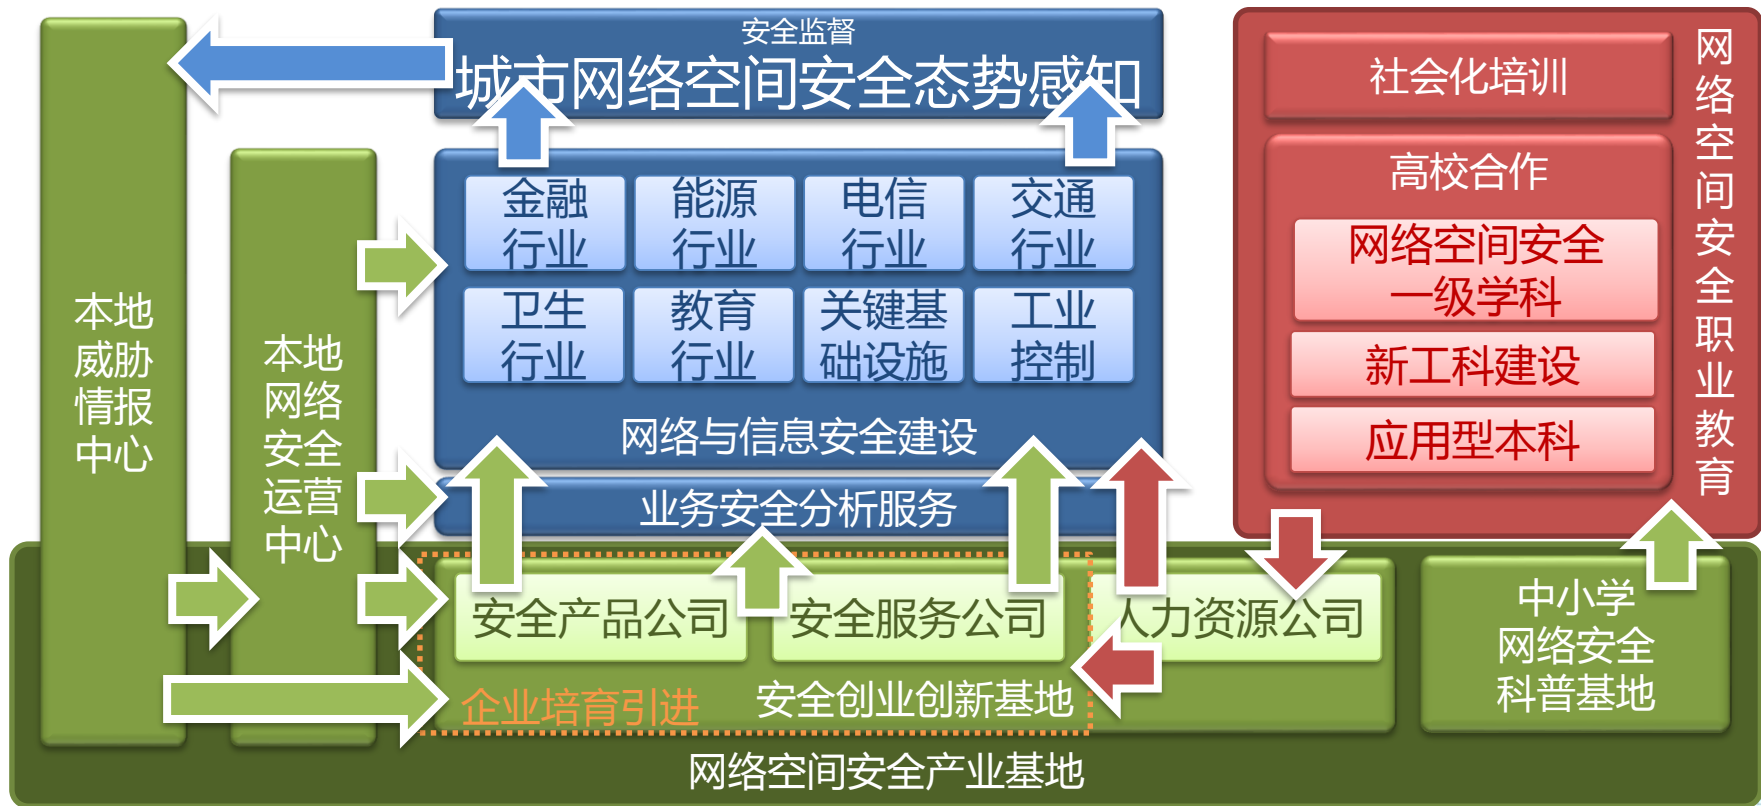 安全监督
城市网络空间安全态势感知
本地
威胁
情报
中心
本地
网络
安全
运营
中心
金融
行业
能源
行业
电信
行业
交通
行业
卫生
行业
教育
行业
关键基
础设施
工业
控制
网络与信息安全建设
业务安全分析服务
社会化培训
高校合作
网络空间安全
一级学科
新工科建设
应用型本科
网络空间安全职业教育
安全产品公司
安全服务公司
人力资源公司
企业培育引进
安全创业创新基地
中小学
网络安全
科普基地
网络空间安全产业基地